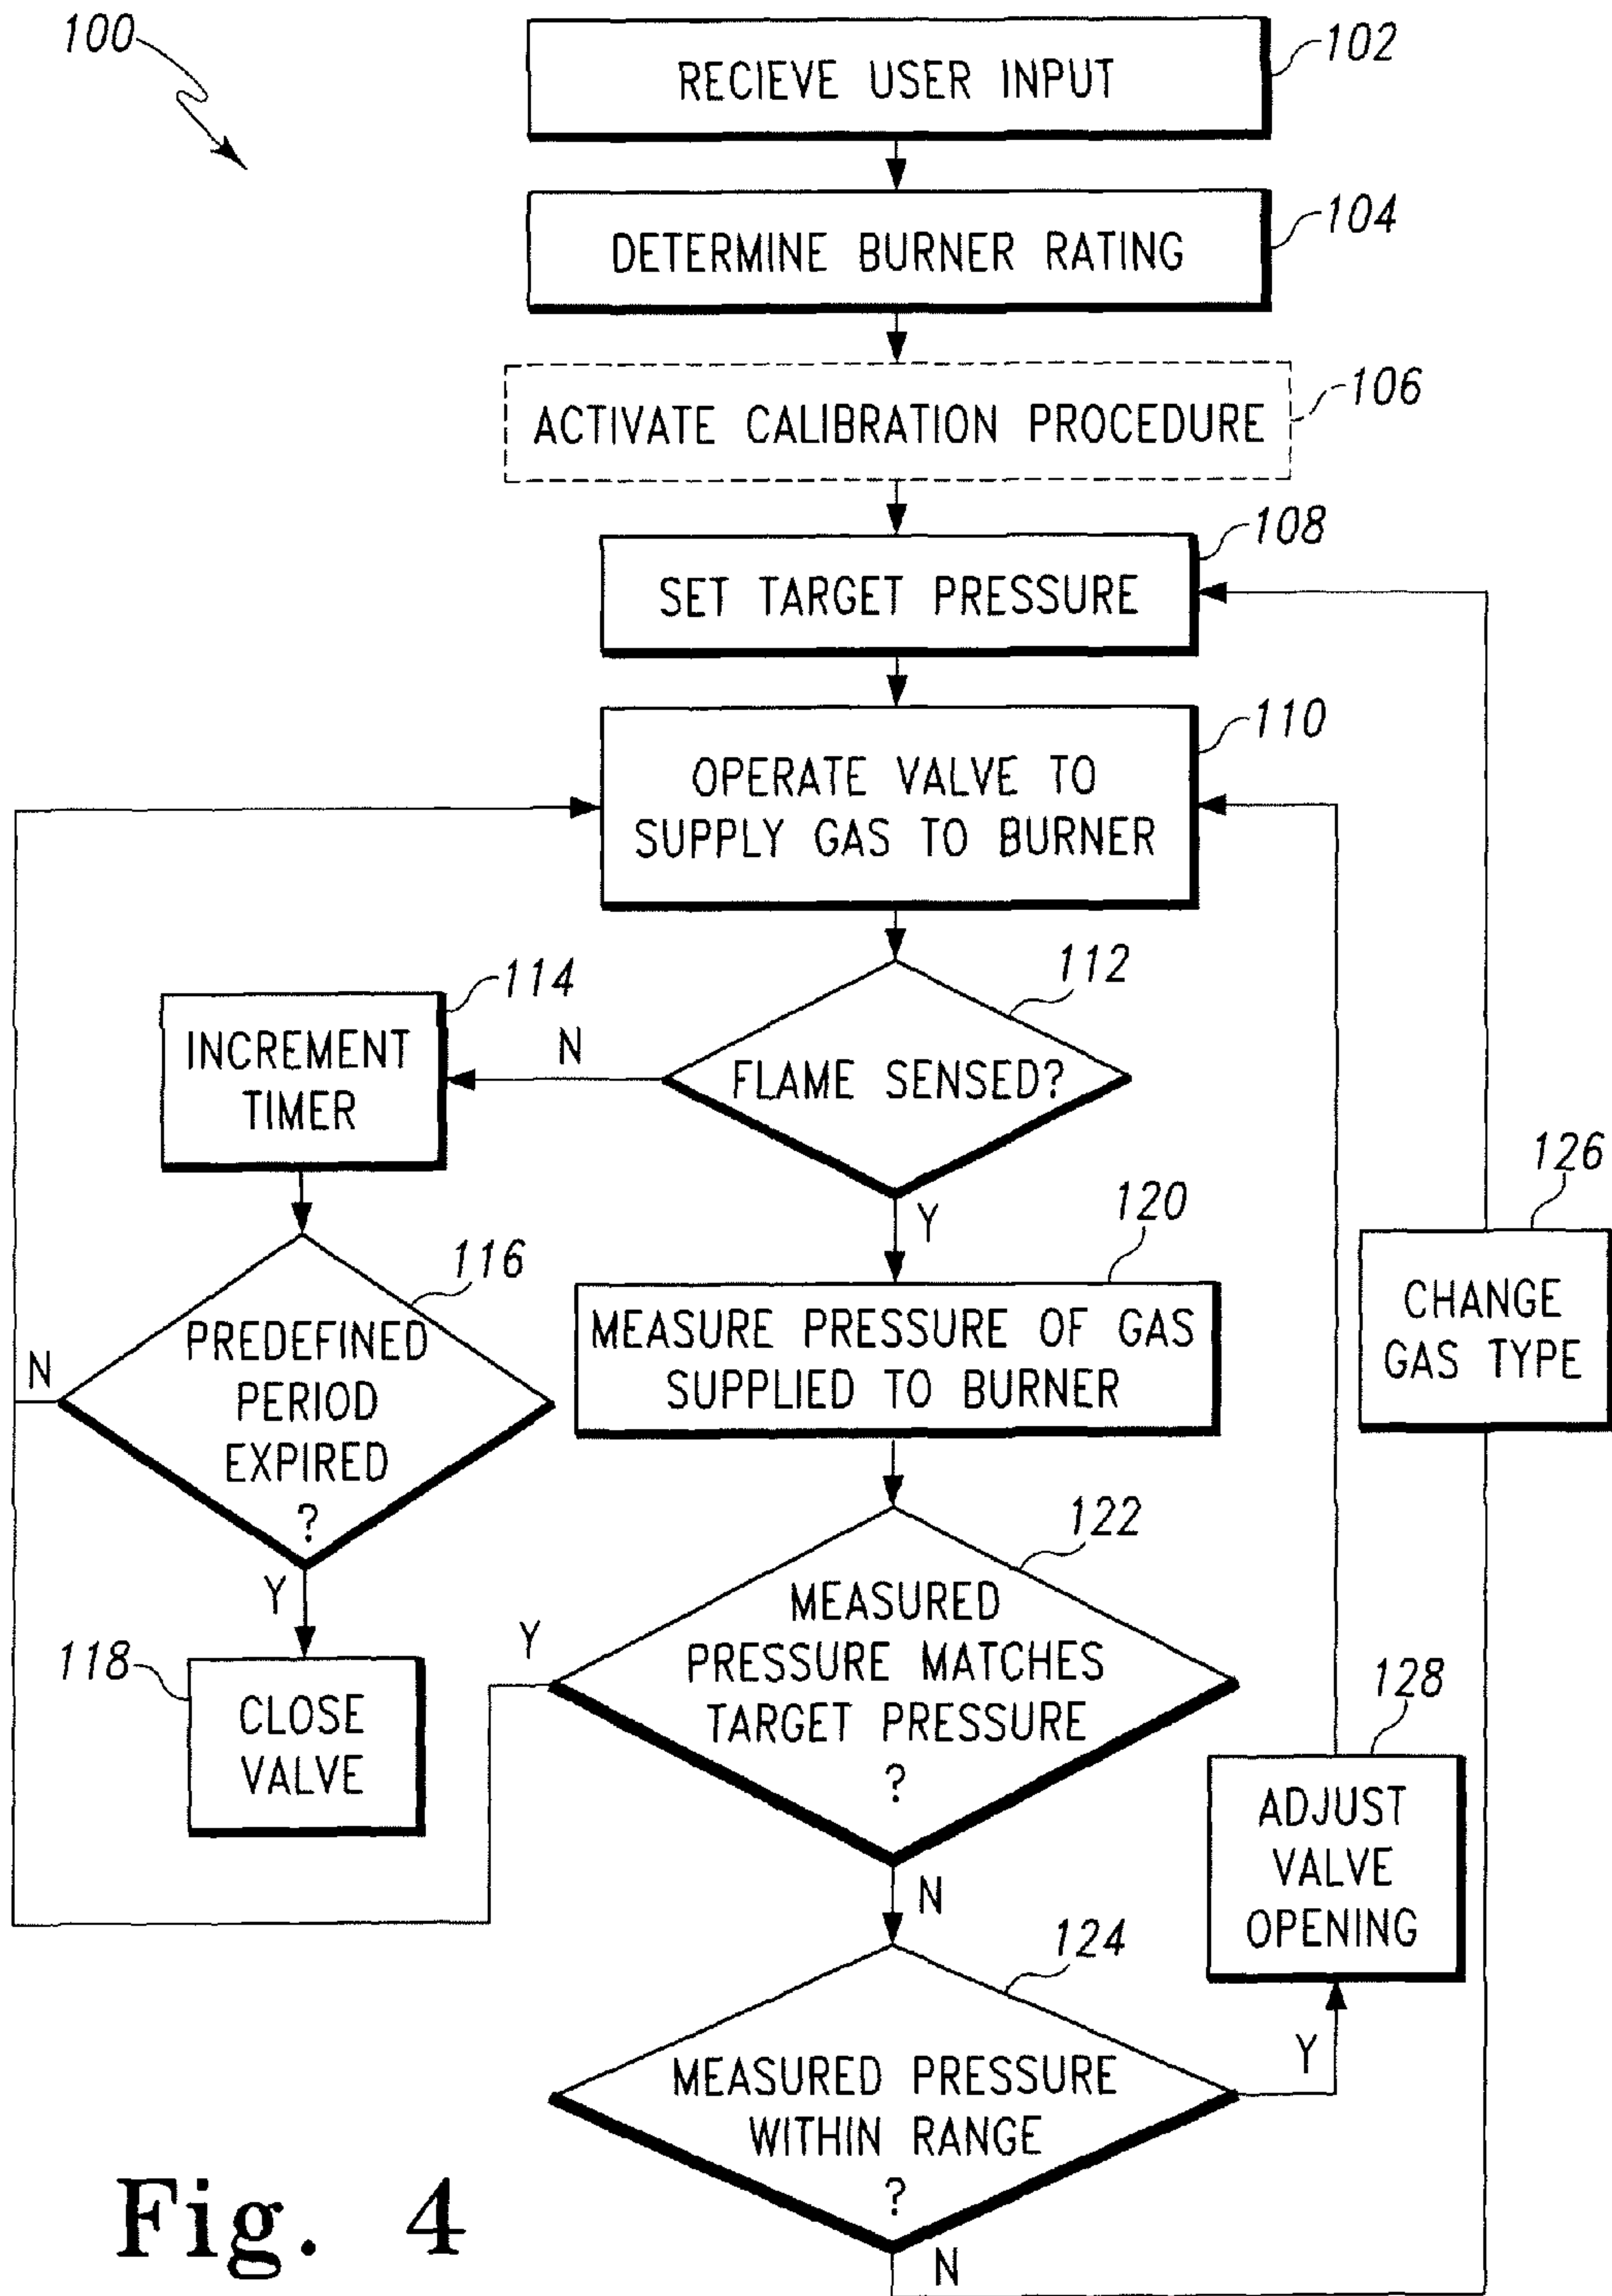 100
RECIEVE USER INPUT
102
DETERMINE BURNER RATING
104
ACTIVATE CALIBRATION PROCEDURE
106
SET TARGET PRESSURE
108
OPERATE VALVE TO
SUPPLY GAS TO BURNER
110
FLAME SENSED?
112
N
Y
INCREMENT
TIMER
114
PREDEFINED
PERIOD
EXPIRED
?
116
N
Y
CLOSE
VALVE
118
MEASURE PRESSURE OF GAS
SUPPLIED TO BURNER
120
MEASURED
PRESSURE MATCHES
TARGET PRESSURE
?
122
Y
N
MEASURED PRESSURE
WITHIN RANGE
?
124
Y
N
CHANGE
GAS TYPE
126
ADJUST
VALVE
OPENING
128
Fig. 4